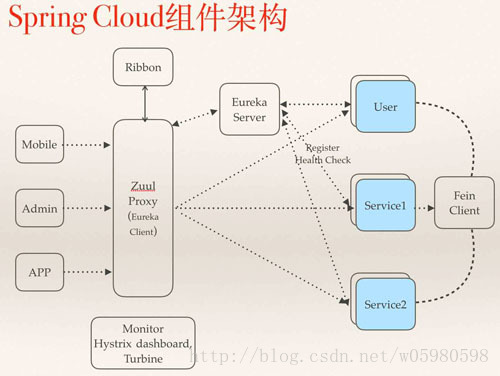 Spring Cloud组件架构
Ribbon
Eureka
Server
User
Mobile
Register
Health Check
Zuul
Proxy
(Eureka
Client)
Admin
Service1
Fein
Client
APP
Service2
Monitor
Hystrix dashboard,
Turbine
http://blog.csdn.net/w05980598